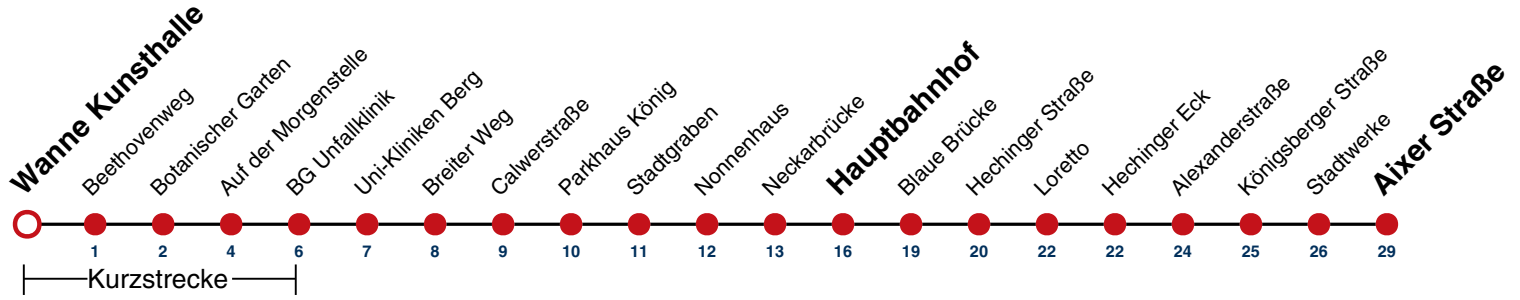 Wanne Kunsthalle
Beethovenweg
Botanischer Garten
Auf der Morgenstelle
BG Unfallklinik
Uni-Kliniken Berg
Breiter Weg
Calwerstraße
Parkhaus König
Stadtgraben
Nonnenhaus
Neckarbrücke
Hauptbahnhof
Blaue Brücke
Hechinger Straße
Loretto
Hechinger Eck
Alexanderstraße
Königsberger Straße
Stadtwerke
Aixer Straße
1 2 4 6 7 8 9 10 11 12 13 16 19 20 22 22 24 25 26 29
Kurzstrecke